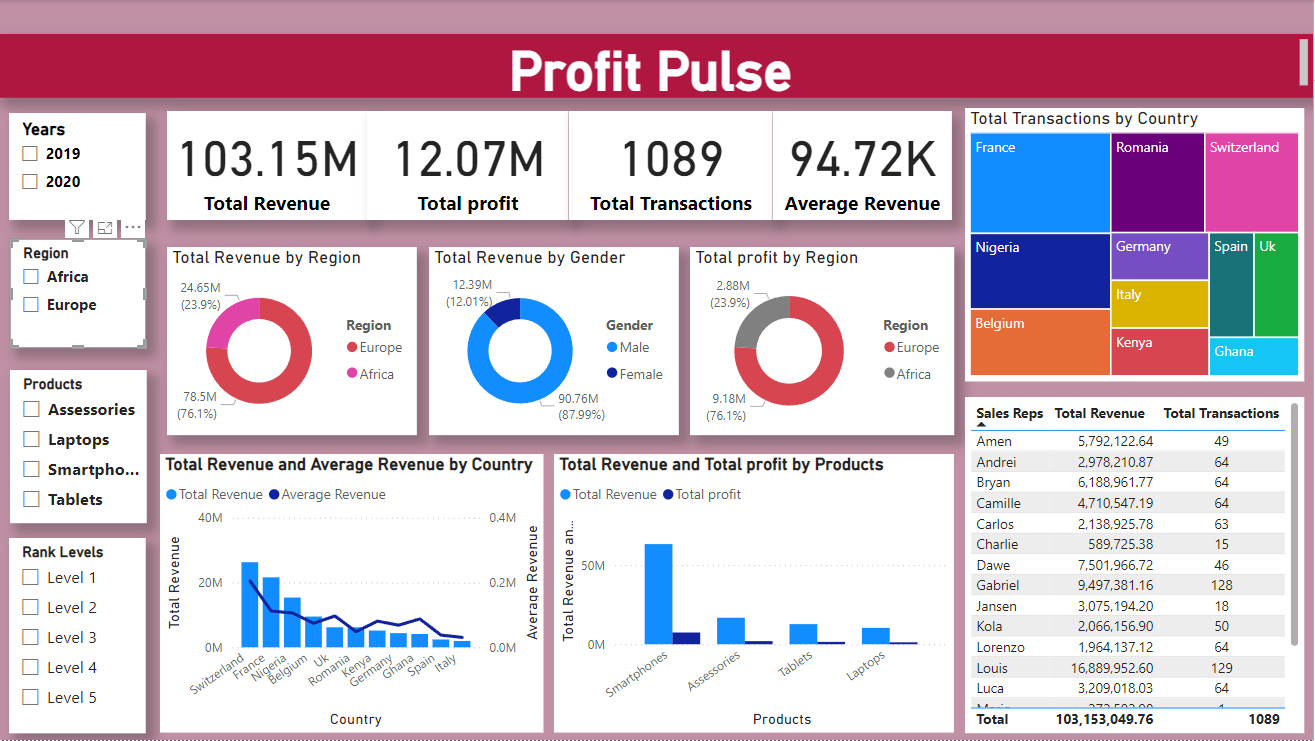 Profit Pulse
Years
2019
2020
Region
Africa
Europe
Products
Assessories
Laptops
Smartpho...
Tablets
Rank Levels
Level 1
Level 2
Level 3
Level 4
Level 5
103.15M
Total Revenue
12.07M
Total profit
1089
Total Transactions
94.72K
Average Revenue
Total Revenue by Region
24.65M
(23.9%)
78.5M
(76.1%)
Region
Europe
Africa
Total Revenue by Gender
12.39M
(12.01%)
90.76M
(87.99%)
Gender
Male
Female
Total profit by Region
2.88M
(23.9%)
9.18M
(76.1%)
Region
Europe
Africa
Total Revenue and Average Revenue by Country
Total Revenue Average Revenue
40M
20M
0M
Total Revenue
0.4M
0.2M
0.0M
Average Revenue
Switzerland
France
Nigeria
Belgium
Uk
Romania
Kenya
Germany
Ghana
Spain
Italy
Country
Total Revenue and Total profit by Products
Total Revenue Total profit
Total Revenue an...
50M
0M
Smartphones
Assessories
Tablets
Laptops
Products
Total Transactions by Country
France
Romania
Switzerland
Nigeria
Germany
Spain
Uk
Italy
Belgium
Kenya
Ghana
Sales Reps Total Revenue Total Transactions
Amen 5,792,122.64 49
Andrei 2,978,210.87 64
Bryan 6,188,961.77 64
Camille 4,710,547.19 64
Carlos 2,138,925.78 63
Charlie 589,725.38 15
Dawe 7,501,966.72 46
Gabriel 9,497,381.16 128
Jansen 3,075,194.20 18
Kola 2,066,156.90 50
Lorenzo 1,964,137.12 64
Louis 16,889,952.60 129
Luca 3,209,018.03 64
Total 103,153,049.76 1089